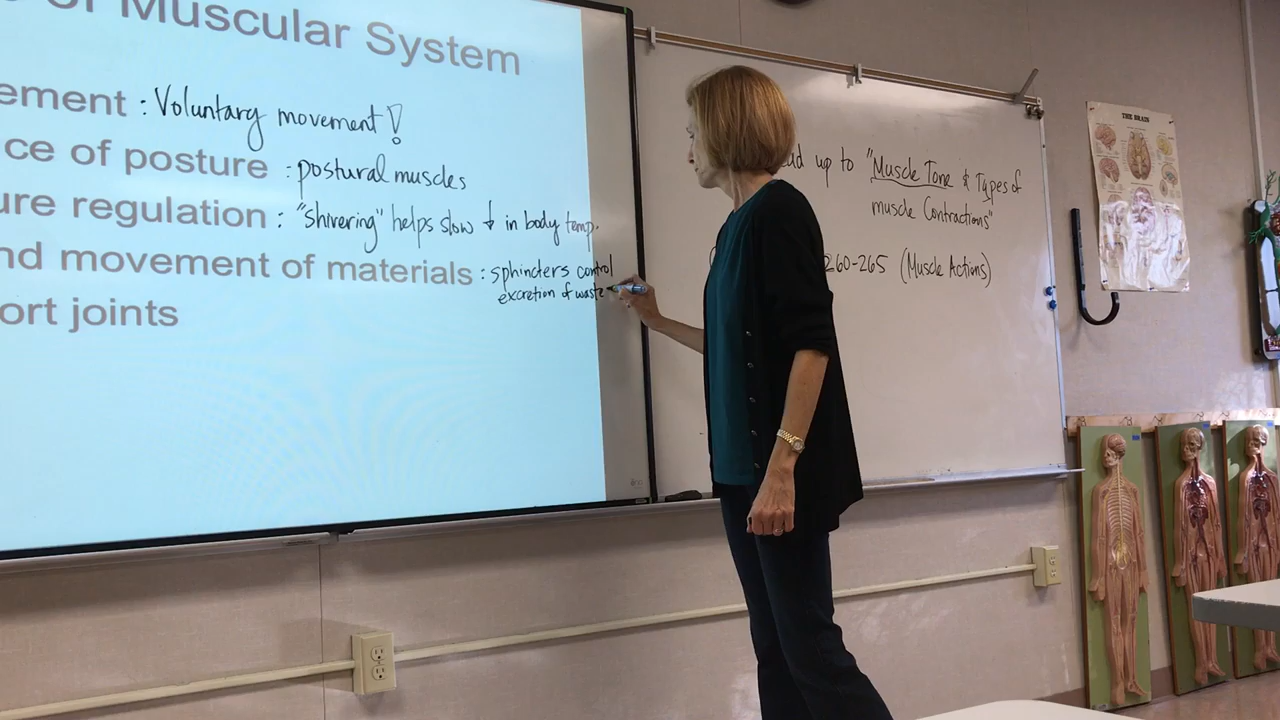 of Muscular System
ement : Voluntary movement!
ce of posture : postural muscles
ure regulation : "shivering" helps slow ↓ in body temp.
nd movement of materials : sphincters control
excretion of waste
ort joints
ead up to "Muscle Tone & Types of
muscle Contractions"
260-265 (Muscle Actions)
THE BRAIN